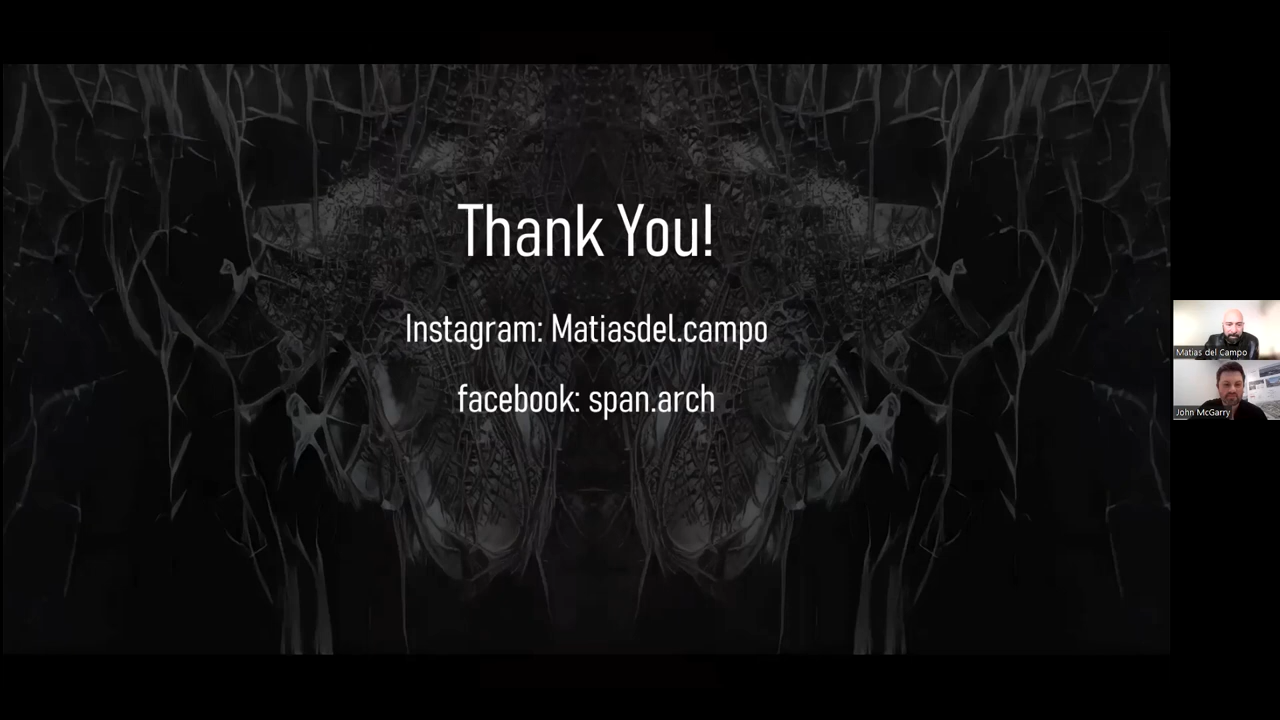 Thank You!
Instagram: Matiasdel.campo
facebook: span.arch
Matias del Campo
John McGarry